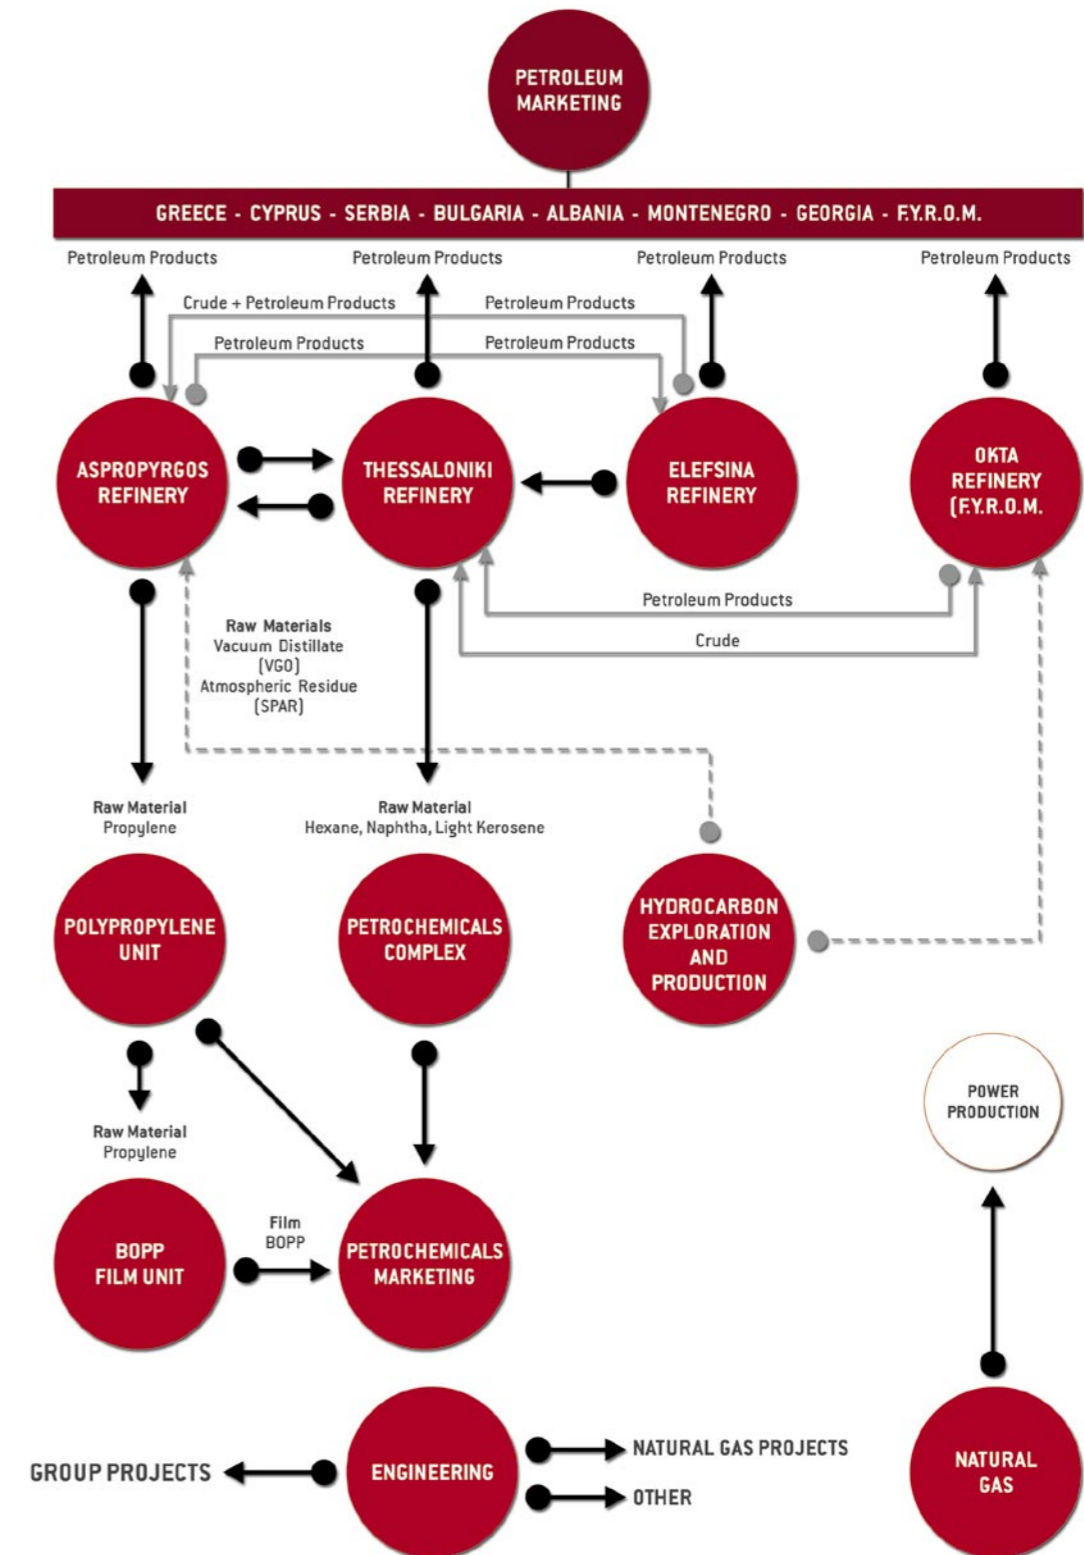 PETROLEUM
MARKETING
GREECE - CYPRUS - SERBIA - BULGARIA - ALBANIA - MONTENEGRO - GEORGIA - F.Y.R.O.M.
Petroleum Products
Petroleum Products
Petroleum Products
Petroleum Products
Crude + Petroleum Products
Petroleum Products
Petroleum Products
Petroleum Products
ASPROPYRGOS
REFINERY
THESSALONIKI
REFINERY
ELEFSINA
REFINERY
OKTA
REFINERY
(F.Y.R.O.M.
Petroleum Products
Crude
Raw Materials
Vacuum Distillate
(VGO)
Atmospheric Residue
(SPAR)
Raw Material
Propylene
Raw Material
Hexane, Naphtha, Light Kerosene
POLYPROPYLENE
UNIT
PETROCHEMICALS
COMPLEX
HYDROCARBON
EXPLORATION
AND
PRODUCTION
POWER
PRODUCTION
Raw Material
Propylene
BOPP
FILM UNIT
Film
BOPP
PETROCHEMICALS
MARKETING
GROUP PROJECTS
ENGINEERING
NATURAL GAS PROJECTS
OTHER
NATURAL
GAS